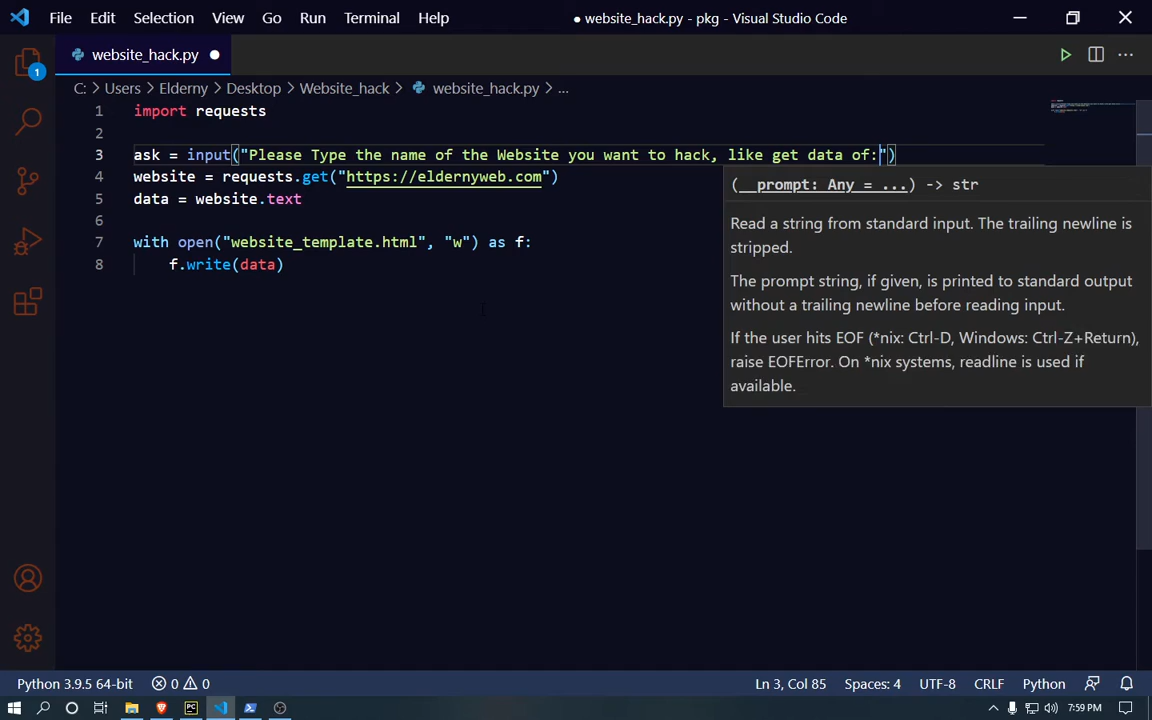 File Edit Selection View Go Run Terminal Help ● website_hack.py - pkg - Visual Studio Code
website_hack.py ●
C: > Users > Elderny > Desktop > Website_hack > website_hack.py > ...
1
1 import requests
2
3 ask = input("Please Type the name of the Website you want to hack, like get data of:")
4 website = requests.get("https://eldernyweb.com")
5 data = website.text
6
7 with open("website_template.html", "w") as f:
8 f.write(data)
(__prompt: Any = ...) -> str
Read a string from standard input. The trailing newline is
stripped.
The prompt string, if given, is printed to standard output
without a trailing newline before reading input.
If the user hits EOF (*nix: Ctrl-D, Windows: Ctrl-Z+Return),
raise EOFError. On *nix systems, readline is used if
available.
Python 3.9.5 64-bit 0 0 Ln 3, Col 85 Spaces: 4 UTF-8 CRLF Python
PC 7:59 PM